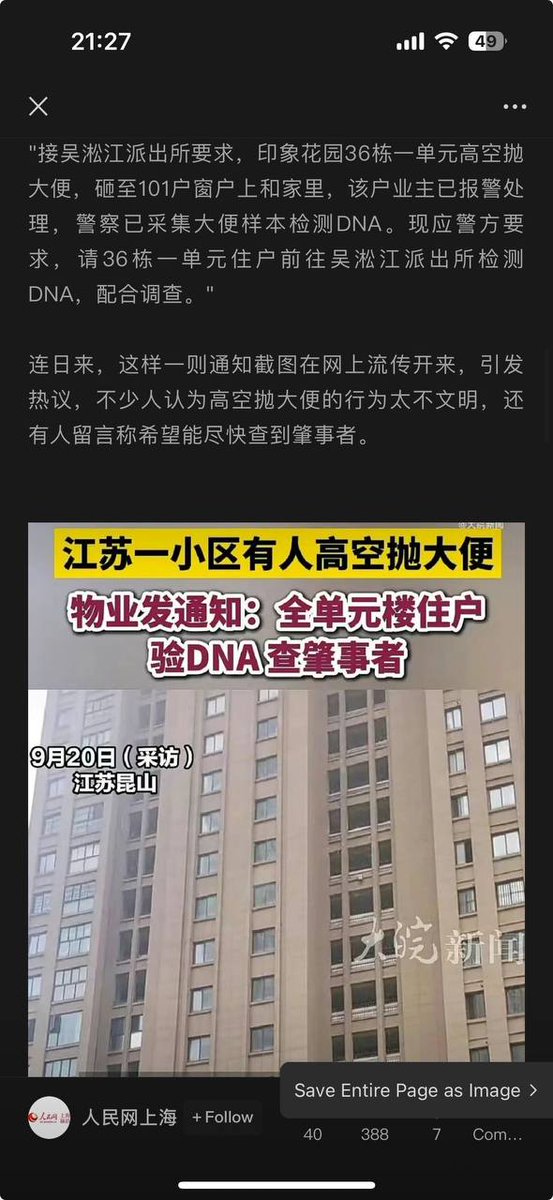 21:27
49
"接吴淞江派出所要求，印象花园36栋一单元高空抛
大便，砸至101户窗户上和家里，该户业主已报警处
理，警察已采集大便样本检测DNA。现应警方要
求，请36栋一单元住户前往吴淞江派出所检测
DNA，配合调查。"
连日来，这样一则通知截图在网上流传开来，引发
热议，不少人认为高空抛大便的行为太不文明，还
有人留言称希望能尽快查到肇事者。
@大皖新闻
江苏一小区有人高空抛大便
物业发通知：全单元楼住户
验DNA 查肇事者
9月20日（采访）
江苏昆山
大皖新闻
Save Entire Page as Image
人民网 上海
人民网上海
+Follow
40
388
7
Com...